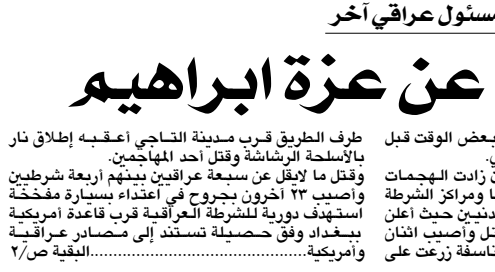 مسئول عراقي آخر
عن عزة ابراهيم
بعض الوقت قبل
ن.
ن زادت الهجمات
ا ومراكز الشرطة
دنيين حيث أعلن
تل وأصيب اثنان
ناسفة زرعت على
طرف الطريق قرب مدينة التاجي أعقبه إطلاق نار
بالأسلحة الرشاشة وقتل أحد المهاجمين.
وقتل ما لايقل عن سبعة عراقيين بينهم أربعة شرطيين
وأصيب ٢٣ آخرون بجروح في اعتداء بسيارة مفخخة
استهدف دورية للشرطة العراقية قرب قاعدة أمريكية
ببغداد وفق حصيلة تستند إلى مصادر عراقية
وأمريكية..............................................البقية ص/٢